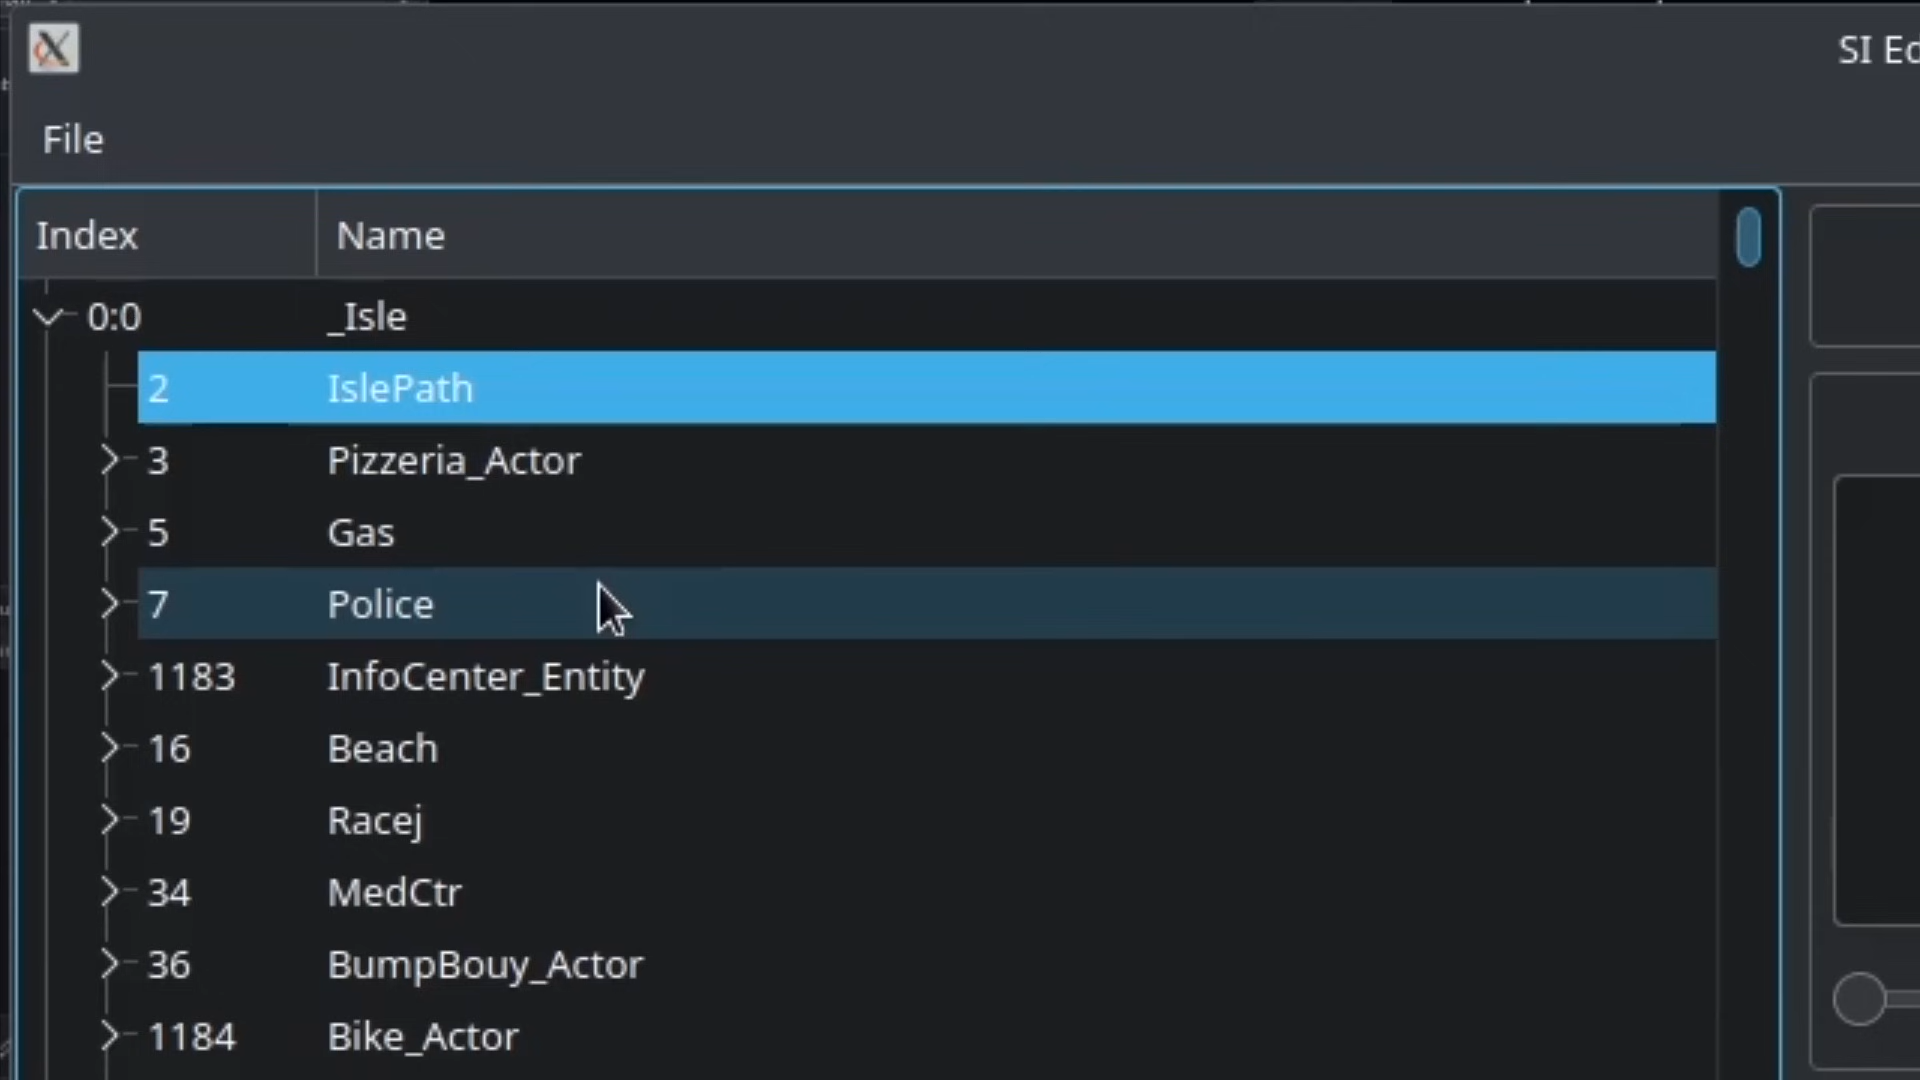 SI Ed
File
Index Name
0:0 _Isle
2 IslePath
3 Pizzeria_Actor
5 Gas
7 Police
1183 InfoCenter_Entity
16 Beach
19 Racej
34 MedCtr
36 BumpBouy_Actor
1184 Bike_Actor